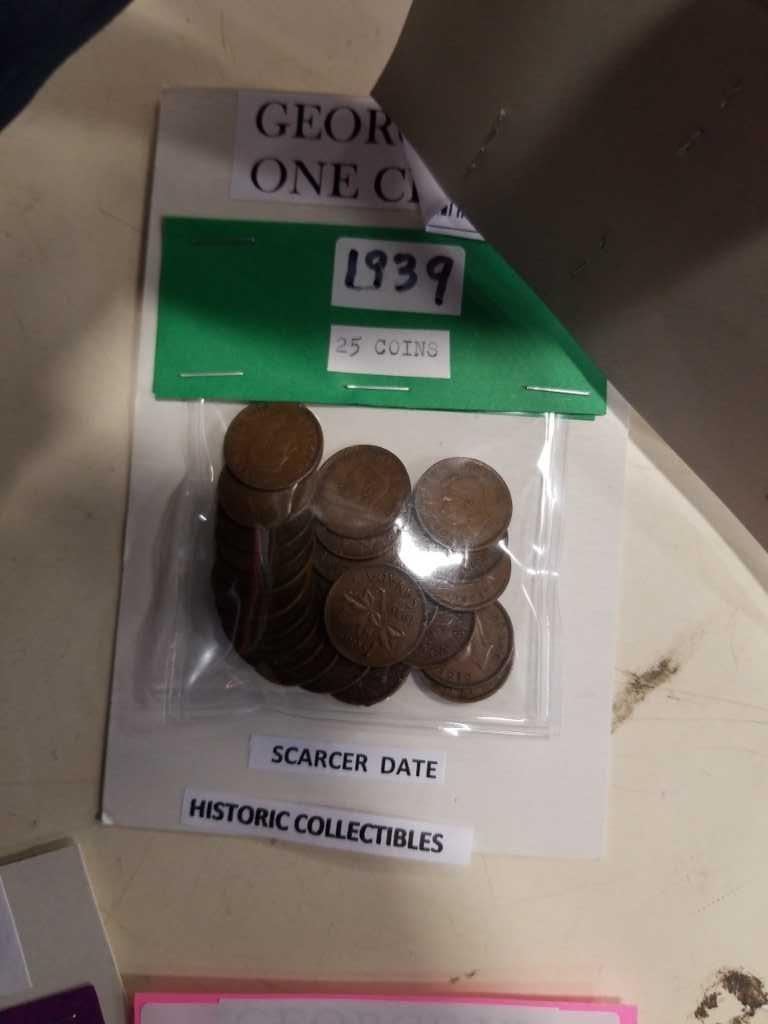 GEOR
ONE C
1939
25 COINS
SCARCER DATE
HISTORIC COLLECTIBLES